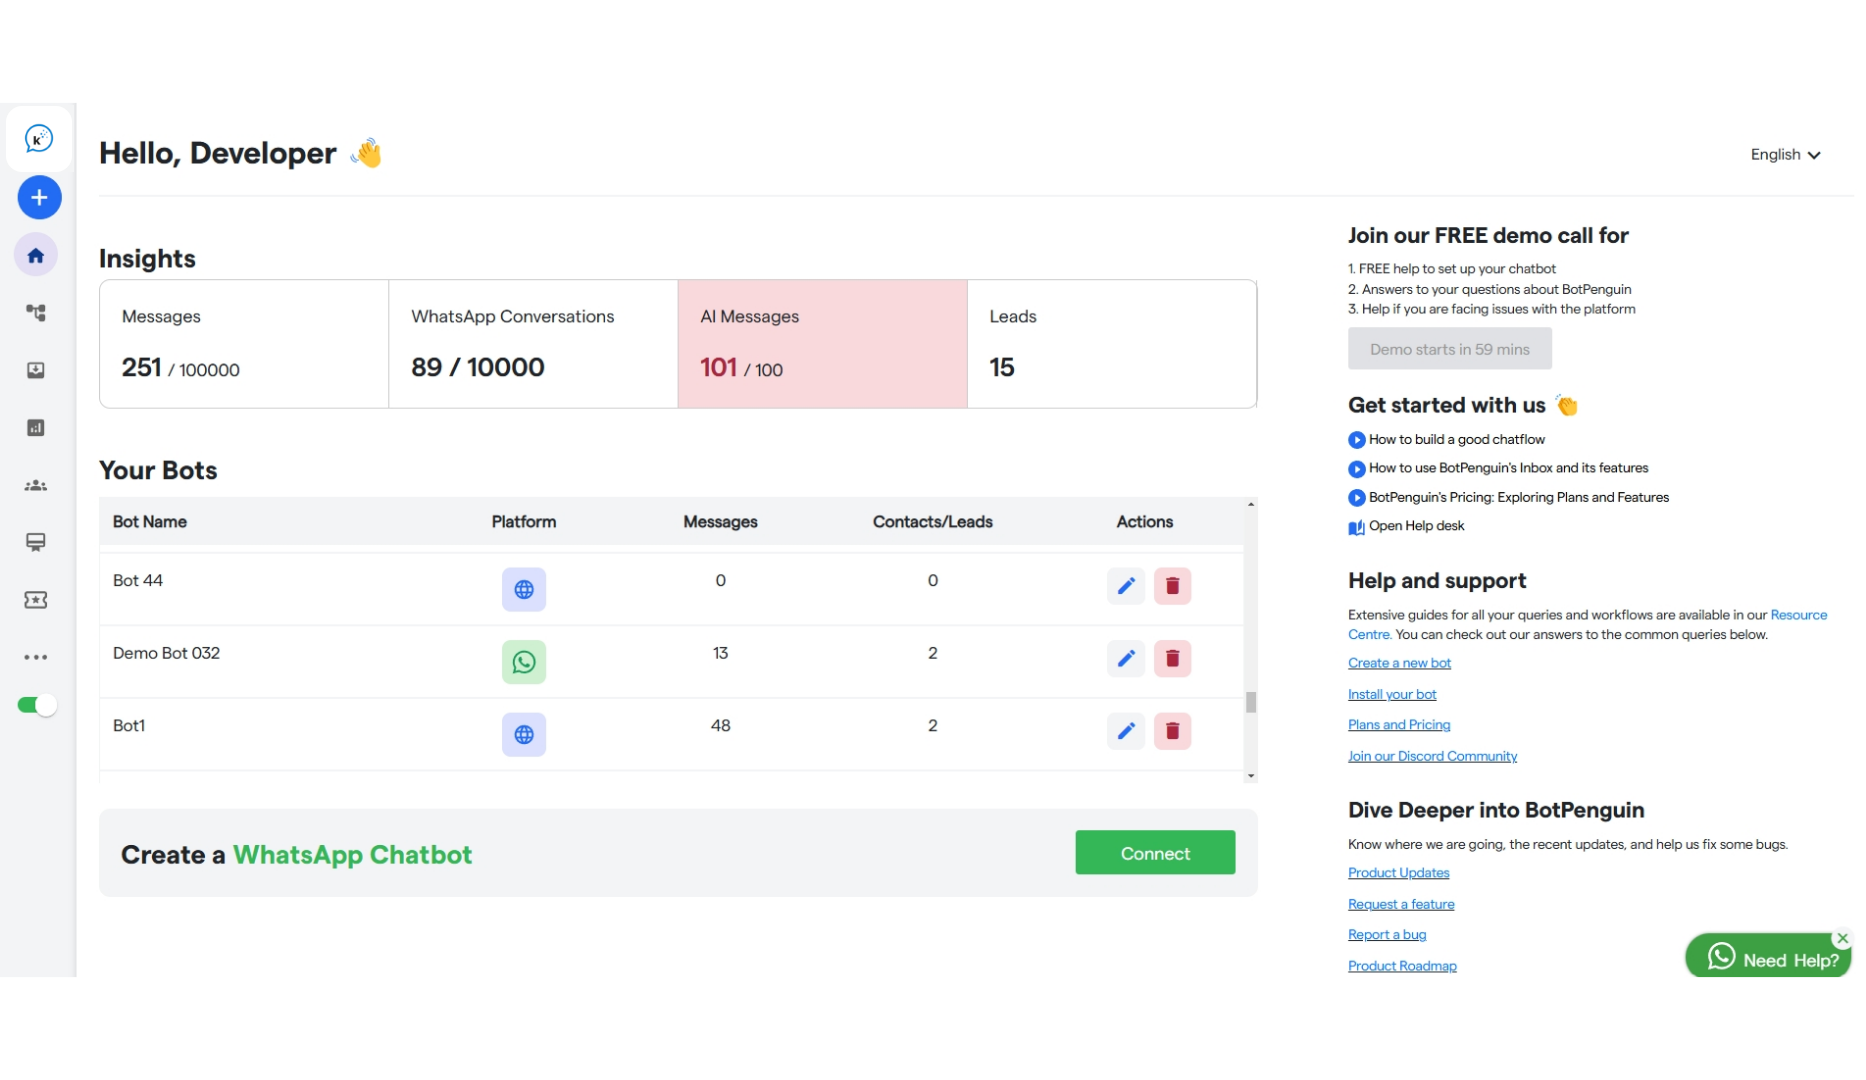 K
Hello, Developer
English
Insights
Messages
251 / 100000
WhatsApp Conversations
89 / 10000
AI Messages
101 / 100
Leads
15
Your Bots
Bot Name Platform Messages Contacts/Leads Actions
Bot 44 0 0
Demo Bot 032 13 2
Bot1 48 2
Create a WhatsApp Chatbot
Connect
Join our FREE demo call for
1. FREE help to set up your chatbot
2. Answers to your questions about BotPenguin
3. Help if you are facing issues with the platform
Demo starts in 59 mins
Get started with us
How to build a good chatflow
How to use BotPenguin's Inbox and its features
BotPenguin's Pricing: Exploring Plans and Features
Open Help desk
Help and support
Extensive guides for all your queries and workflows are available in our Resource
Centre. You can check out our answers to the common queries below.
Create a new bot
Install your bot
Plans and Pricing
Join our Discord Community
Dive Deeper into BotPenguin
Know where we are going, the recent updates, and help us fix some bugs.
Product Updates
Request a feature
Report a bug
Product Roadmap
Need Help?